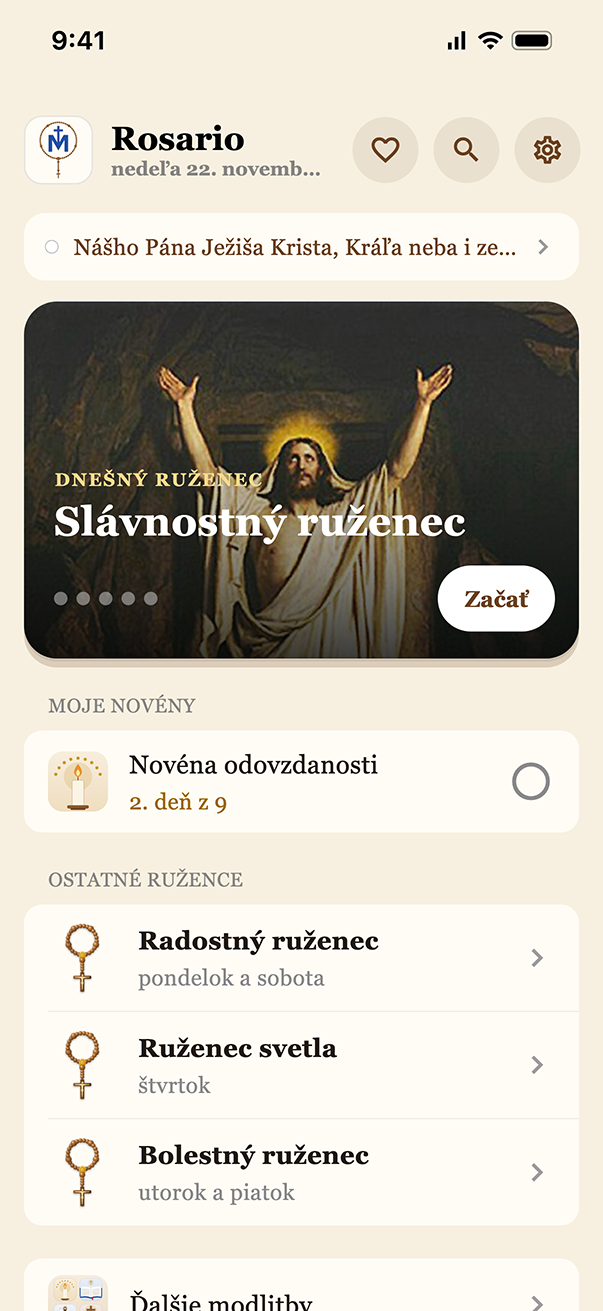 9:41
Rosario
nedeľa 22. novemb...
Nášho Pána Ježiša Krista, Kráľa neba i ze...
DNEŠNÝ RUŽENEC
Slávnostný ruženec
Začať
MOJE NOVÉNY
Novéna odovzdanosti
2. deň z 9
OSTATNÉ RUŽENCE
Radostný ruženec
pondelok a sobota
Ruženec svetla
štvrtok
Bolestný ruženec
utorok a piatok
Ďalšie modlitby